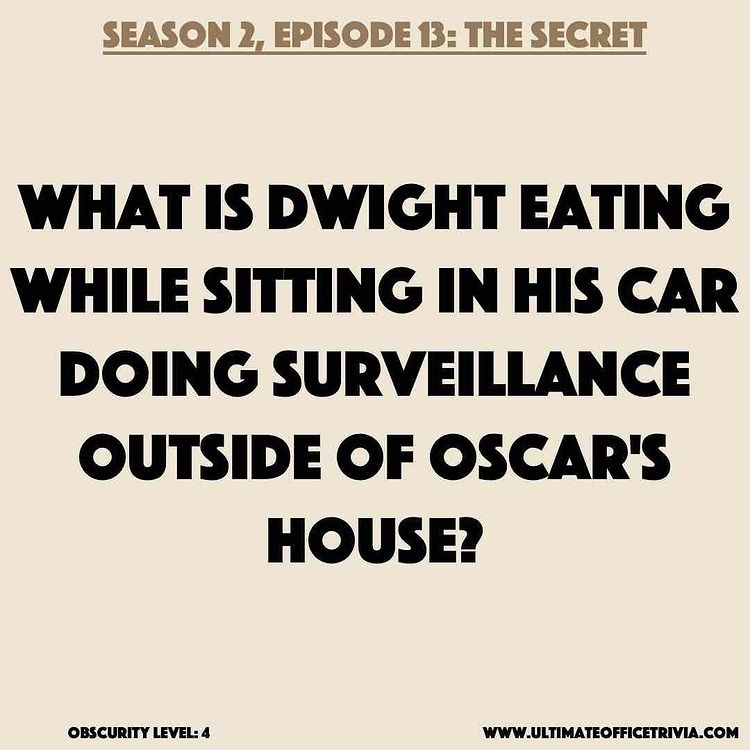 SEASON 2, EPISODE 13: THE SECRET
WHAT IS DWIGHT EATING
WHILE SITTING IN HIS CAR
DOING SURVEILLANCE
OUTSIDE OF OSCAR'S
HOUSE?
OBSCURITY LEVEL: 4
WWW.ULTIMATEOFFICETRIVIA.COM